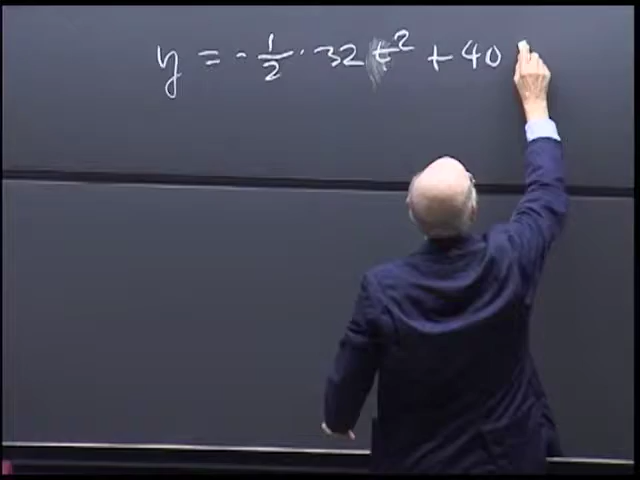 y = - 1/2 · 32 t² + 40